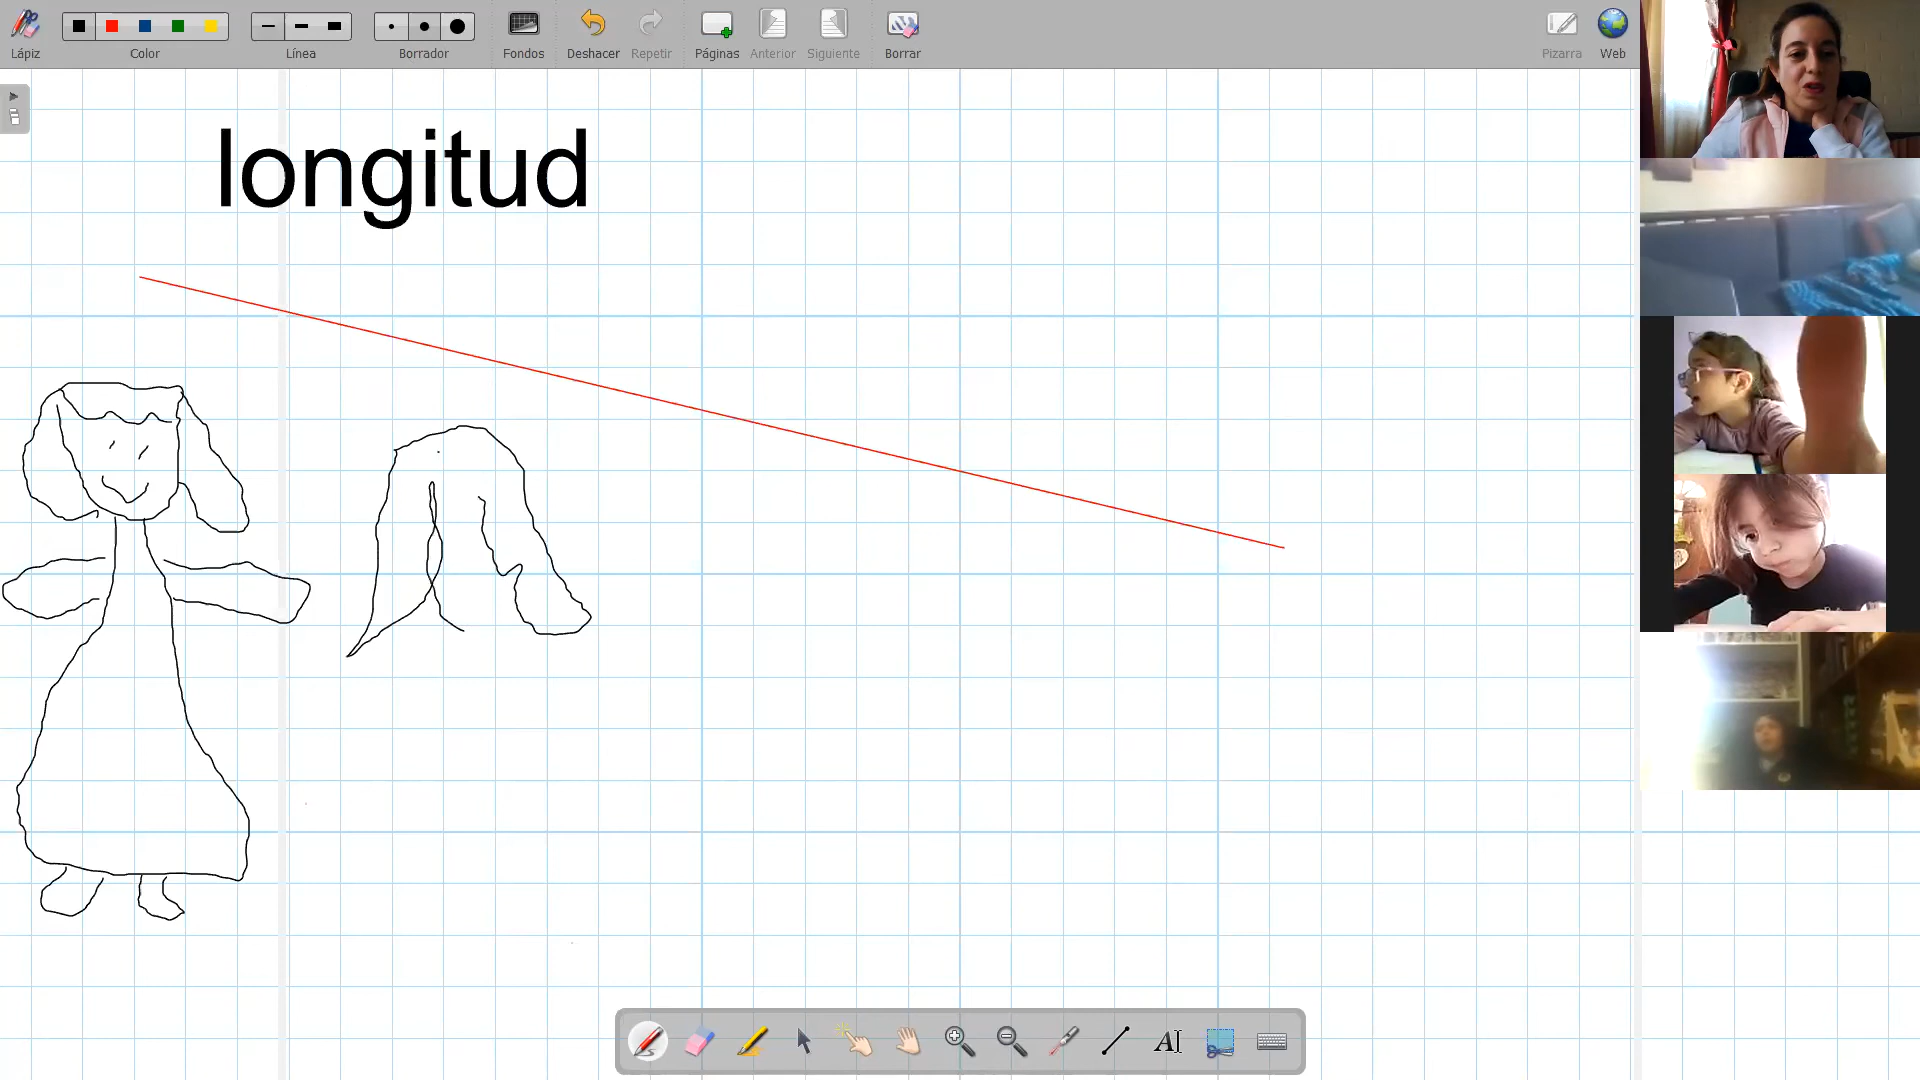 Lápiz
Color
Línea
Borrador
Fondos
Deshacer
Repetir
Páginas
Anterior
Siguiente
Borrar
Pizarra
Web
longitud
A